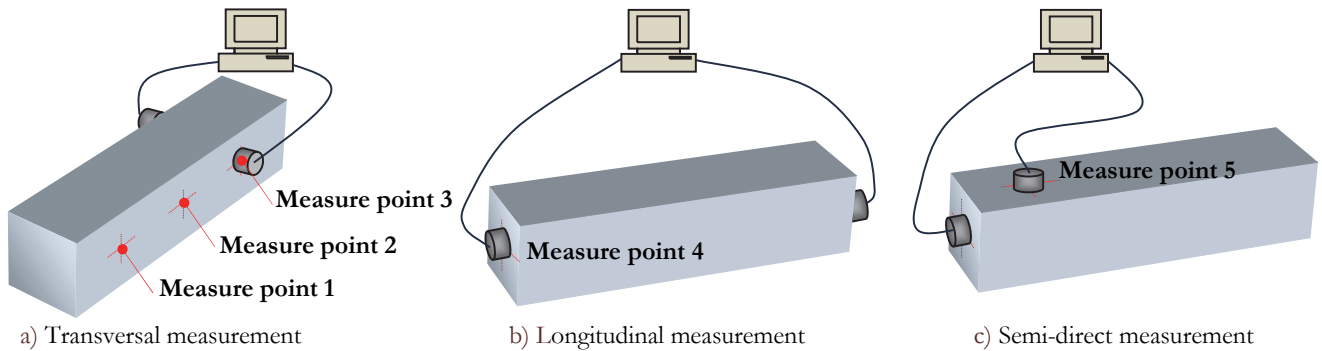 Measure point 3
Measure point 2
Measure point 1
a) Transversal measurement
Measure point 4
b) Longitudinal measurement
Measure point 5
c) Semi-direct measurement